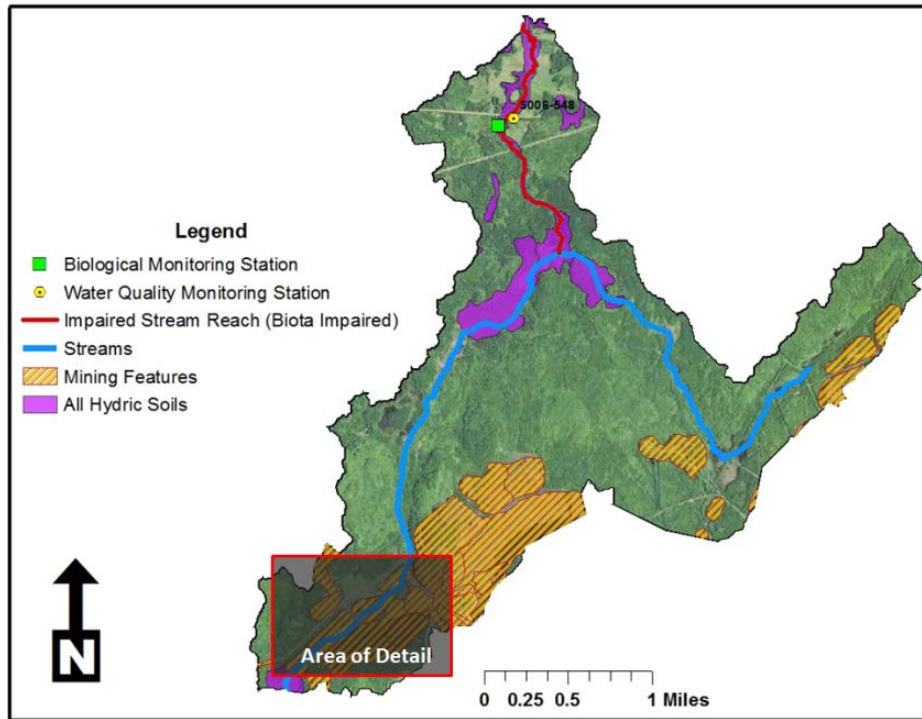 S006-548
Legend
Biological Monitoring Station
Water Quality Monitoring Station
Impaired Stream Reach (Biota Impaired)
Streams
Mining Features
All Hydric Soils
N
Area of Detail
0 0.25 0.5 1 Miles